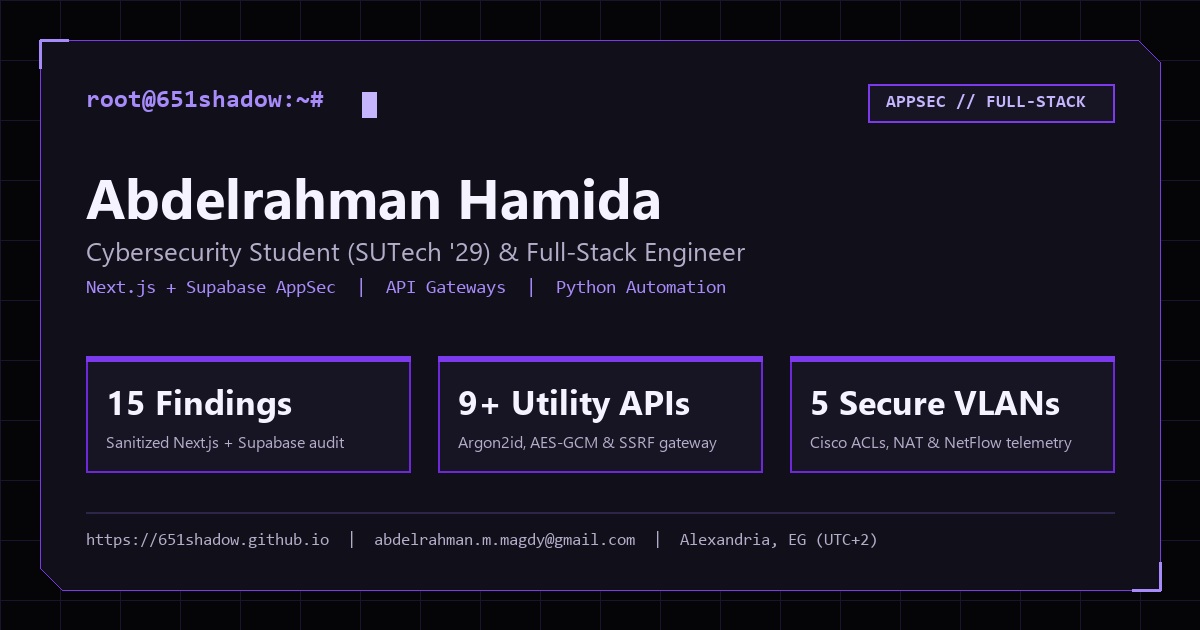 root@651shadow:~#
APPSEC // FULL-STACK
Abdelrahman Hamida
Cybersecurity Student (SUTech '29) & Full-Stack Engineer
Next.js + Supabase AppSec | API Gateways | Python Automation
15 Findings
Sanitized Next.js + Supabase audit
9+ Utility APIs
Argon2id, AES-GCM & SSRF gateway
5 Secure VLANs
Cisco ACLs, NAT & NetFlow telemetry
https://651shadow.github.io | abdelrahman.m.magdy@gmail.com | Alexandria, EG (UTC+2)